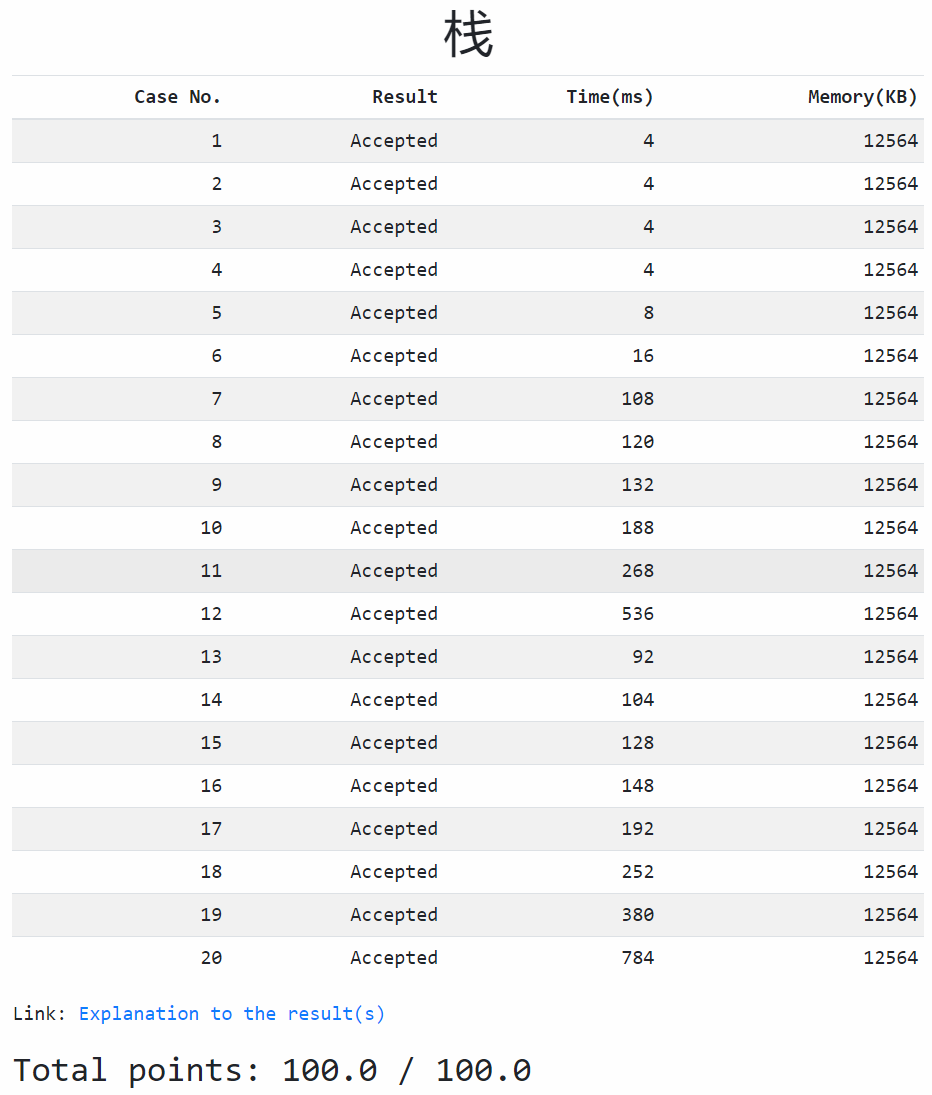 栈
Case No. Result Time(ms) Memory(KB)
1 Accepted 4 12564
2 Accepted 4 12564
3 Accepted 4 12564
4 Accepted 4 12564
5 Accepted 8 12564
6 Accepted 16 12564
7 Accepted 108 12564
8 Accepted 120 12564
9 Accepted 132 12564
10 Accepted 188 12564
11 Accepted 268 12564
12 Accepted 536 12564
13 Accepted 92 12564
14 Accepted 104 12564
15 Accepted 128 12564
16 Accepted 148 12564
17 Accepted 192 12564
18 Accepted 252 12564
19 Accepted 380 12564
20 Accepted 784 12564
Link: Explanation to the result(s)
Total points: 100.0 / 100.0